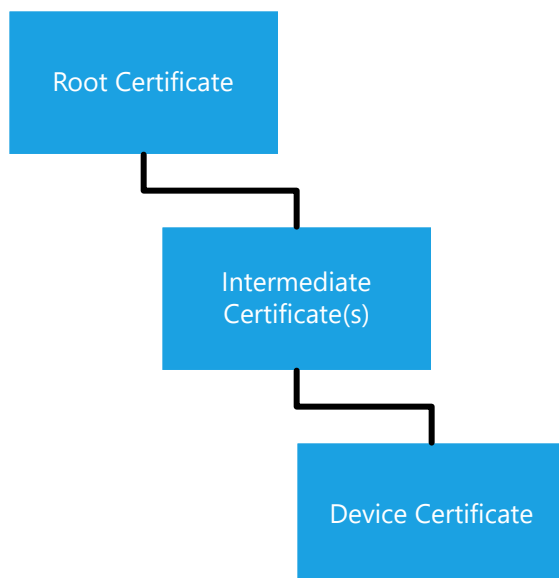 Root Certificate
Intermediate
Certificate(s)
Device Certificate